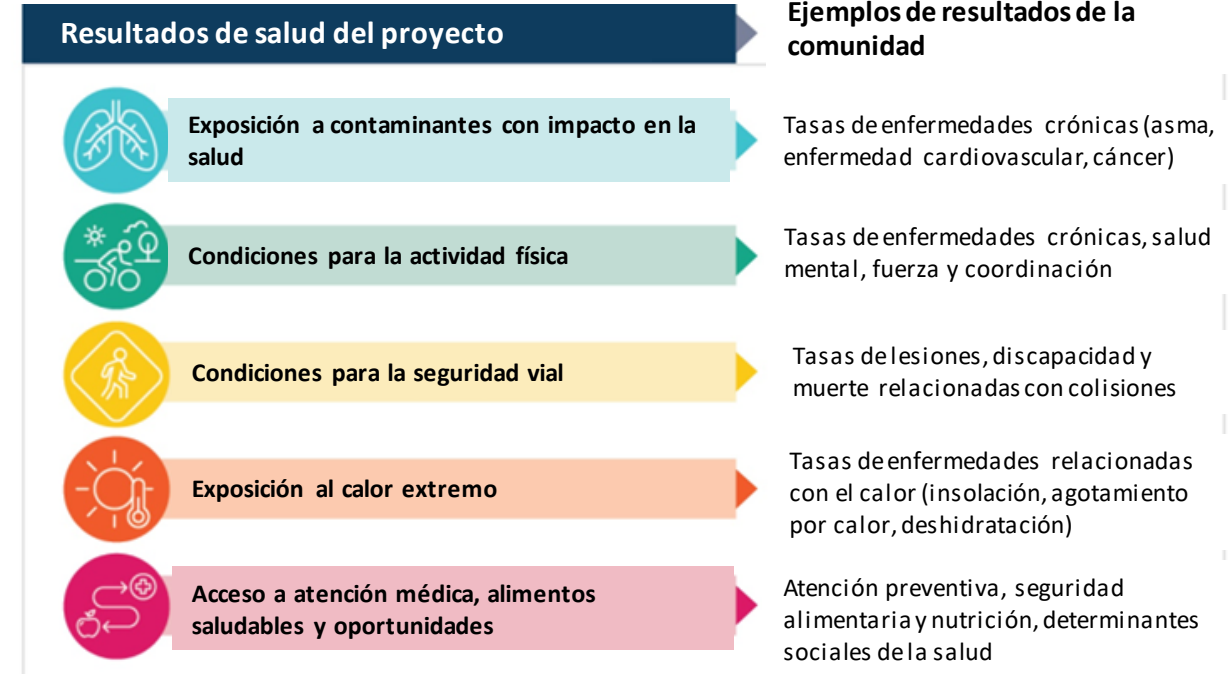 Resultados de salud del proyecto
Ejemplos de resultados de la
comunidad
Exposición a contaminantes con impacto en la
salud
Tasas de enfermedades crónicas (asma,
enfermedad cardiovascular, cáncer)
Condiciones para la actividad física
Tasas de enfermedades crónicas, salud
mental, fuerza y coordinación
Condiciones para la seguridad vial
Tasas de lesiones, discapacidad y
muerte relacionadas con colisiones
Exposición al calor extremo
Tasas de enfermedades relacionadas
con el calor (insolación, agotamiento
por calor, deshidratación)
Acceso a atención médica, alimentos
saludables y oportunidades
Atención preventiva, seguridad
alimentaria y nutrición, determinantes
sociales de la salud